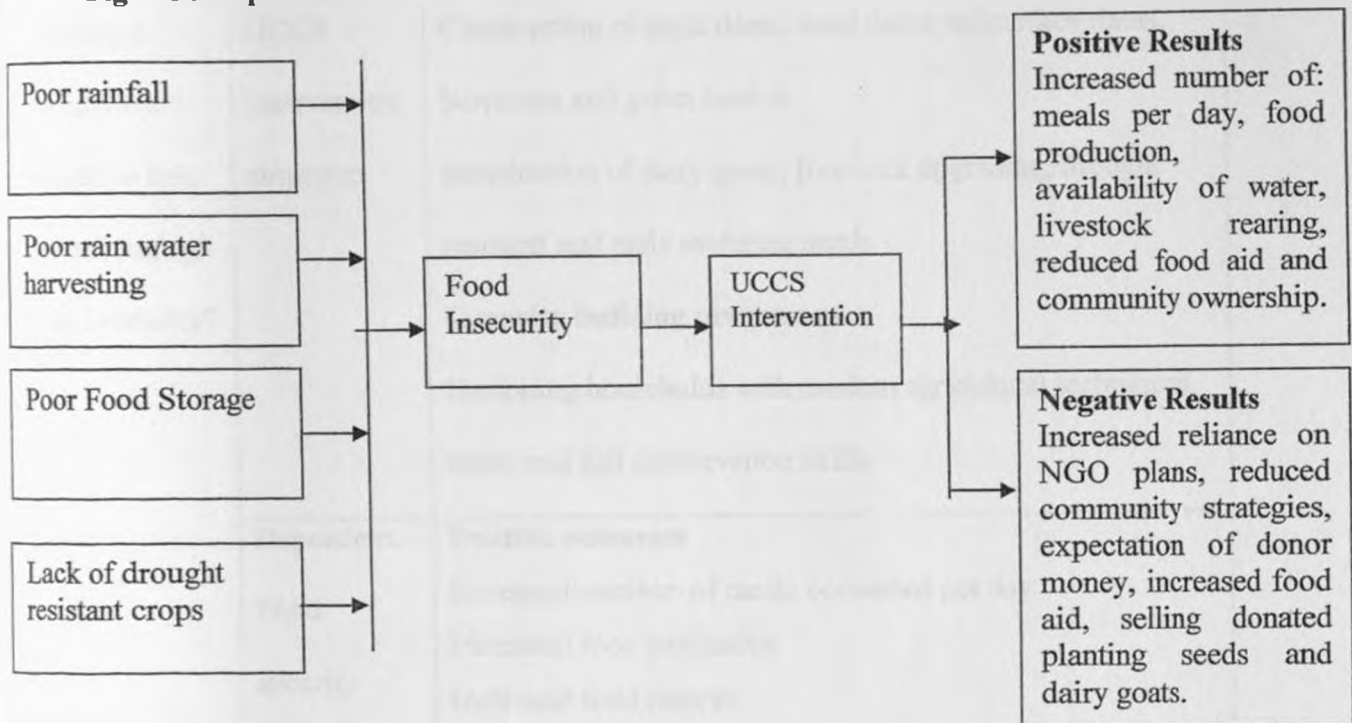 Poor rainfall
Poor rain water
harvesting
Poor Food Storage
Lack of drought
resistant crops
Food
Insecurity
UCCS
Intervention
Positive Results
Increased number of:
meals per day, food
production,
availability of water,
livestock rearing,
reduced food aid and
community ownership.
Negative Results
Increased reliance on
NGO plans, reduced
community strategies,
expectation of donor
money, increased food
aid, selling donated
planting seeds and
dairy goats.